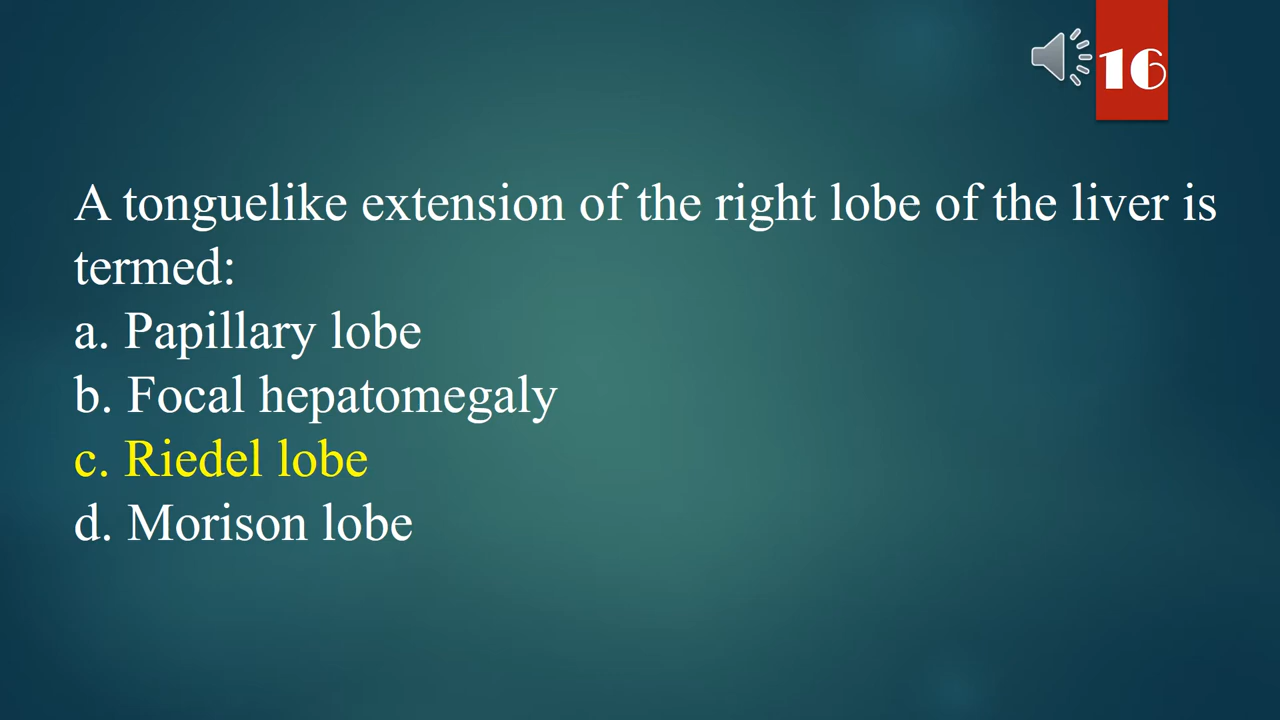 16
A tonguelike extension of the right lobe of the liver is
termed:
a. Papillary lobe
b. Focal hepatomegaly
c. Riedel lobe
d. Morison lobe